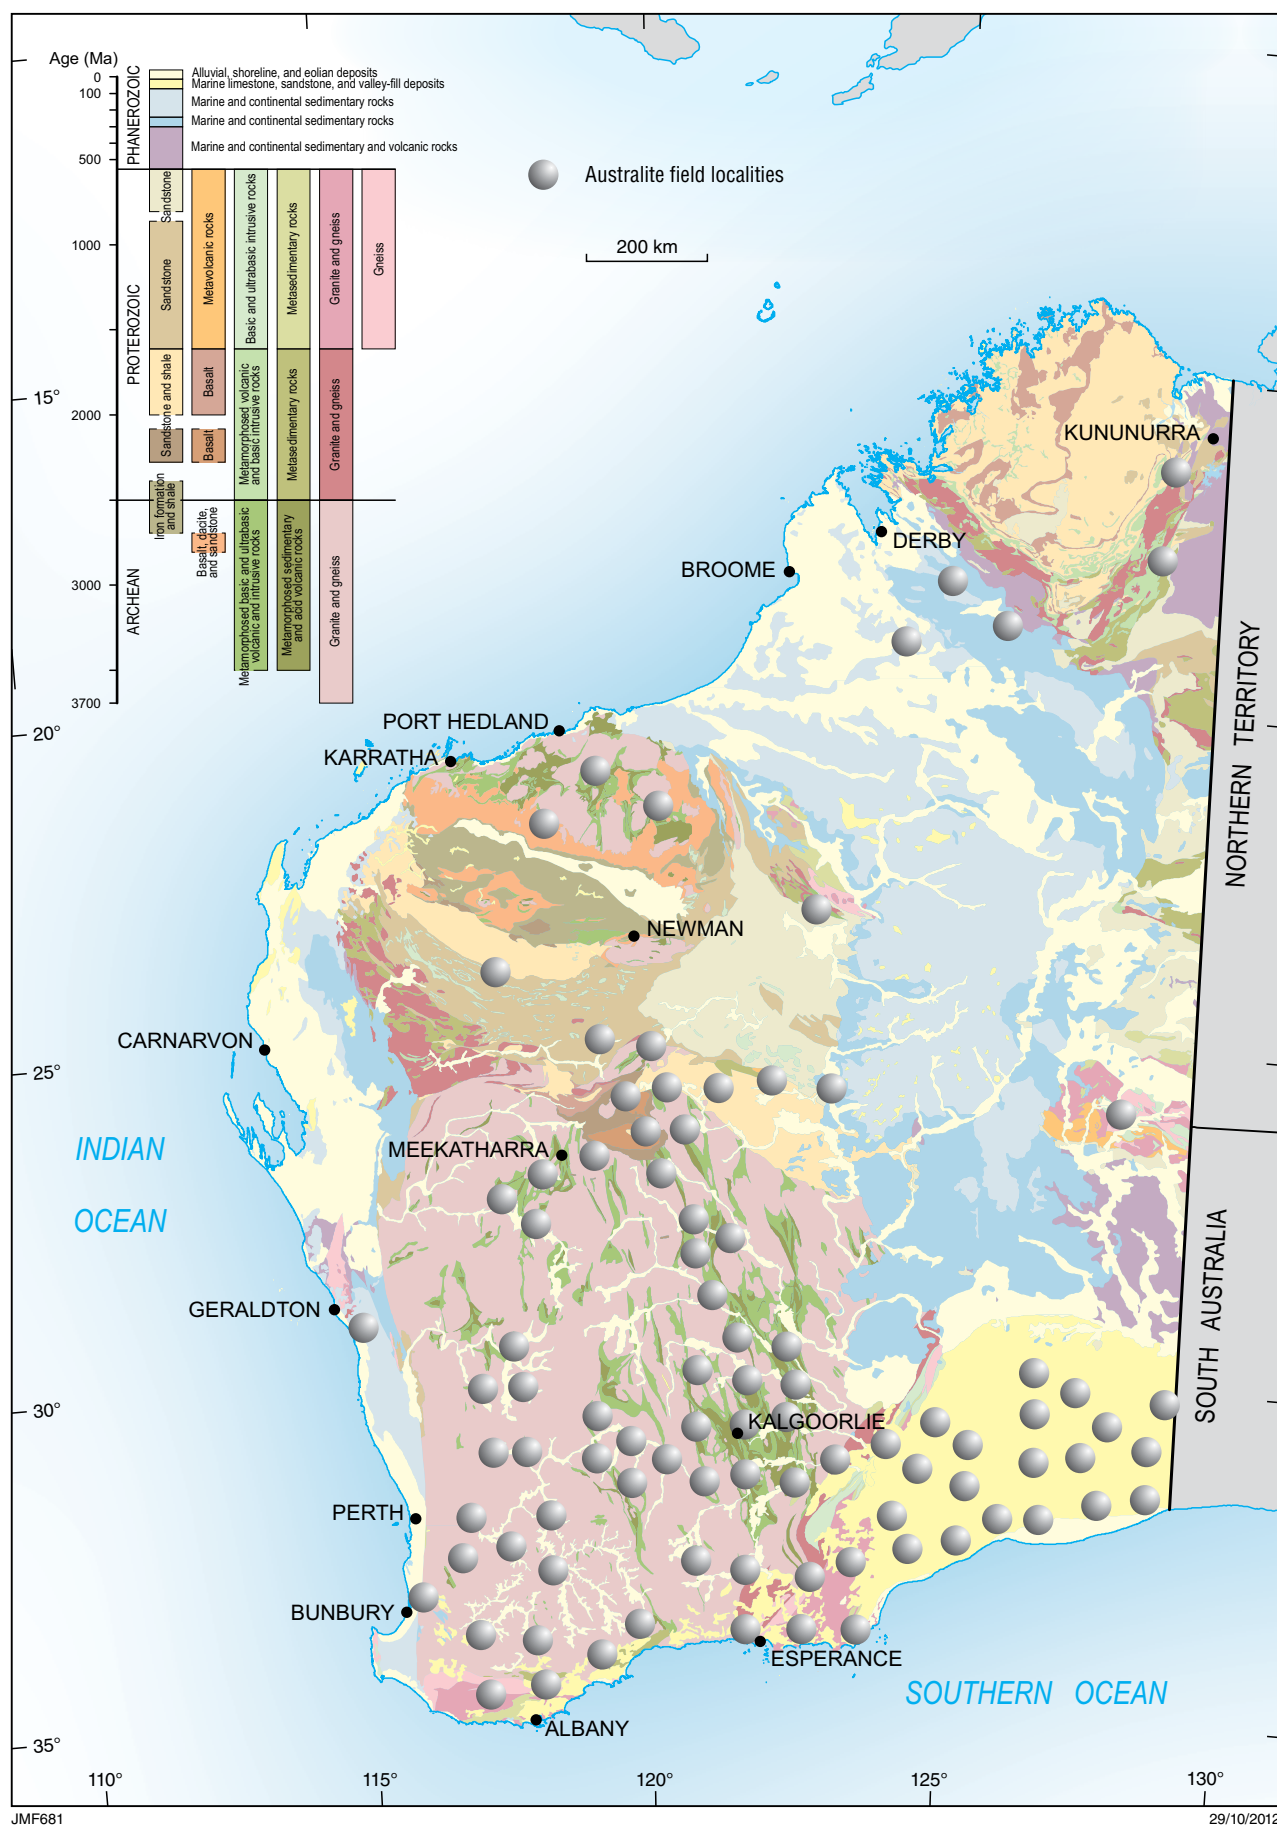 Age (Ma)
0
100
500
1000
2000
3000
3700
PHANEROZOIC
PROTEROZOIC
ARCHEAN
Alluvial, shoreline, and eolian deposits
Marine limestone, sandstone, and valley-fill deposits
Marine and continental sedimentary rocks
Marine and continental sedimentary rocks
Marine and continental sedimentary and volcanic rocks
Sandstone
Sandstone
Sandstone and shale
Sandstone and shale
Iron formation
and shale
Metavolcanic rocks
Basalt
Basalt
Basalt, dacite,
and sandstone
Basic and ultrabasic intrusive rocks
Metamorphosed volcanic
and basic intrusive rocks
Metamorphosed basic and ultrabasic
volcanic and intrusive rocks
Metasedimentary rocks
Metasedimentary rocks
Metamorphosed sedimentary
and acid volcanic rocks
Granite and gneiss
Granite and gneiss
Granite and gneiss
Gneiss
Australite field localities
200 km
15°
KUNUNURRA
DERBY
BROOME
NORTHERN TERRITORY
PORT HEDLAND
20°
KARRATHA
NEWMAN
CARNARVON
25°
INDIAN
OCEAN
MEEKATHARRA
SOUTH AUSTRALIA
GERALDTON
30°
KALGOORLIE
PERTH
BUNBURY
ESPERANCE
SOUTHERN OCEAN
ALBANY
35°
110°
115°
120°
125°
130°
JMF681
29/10/2012